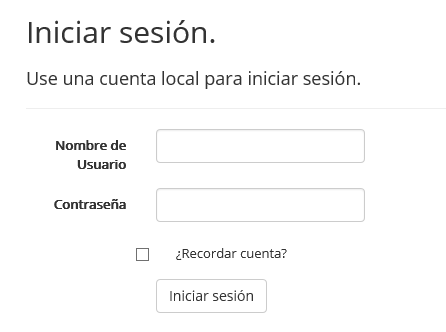 Iniciar sesión.
Use una cuenta local para iniciar sesión.
Nombre de
Usuario
Contraseña
¿Recordar cuenta?
Iniciar sesión